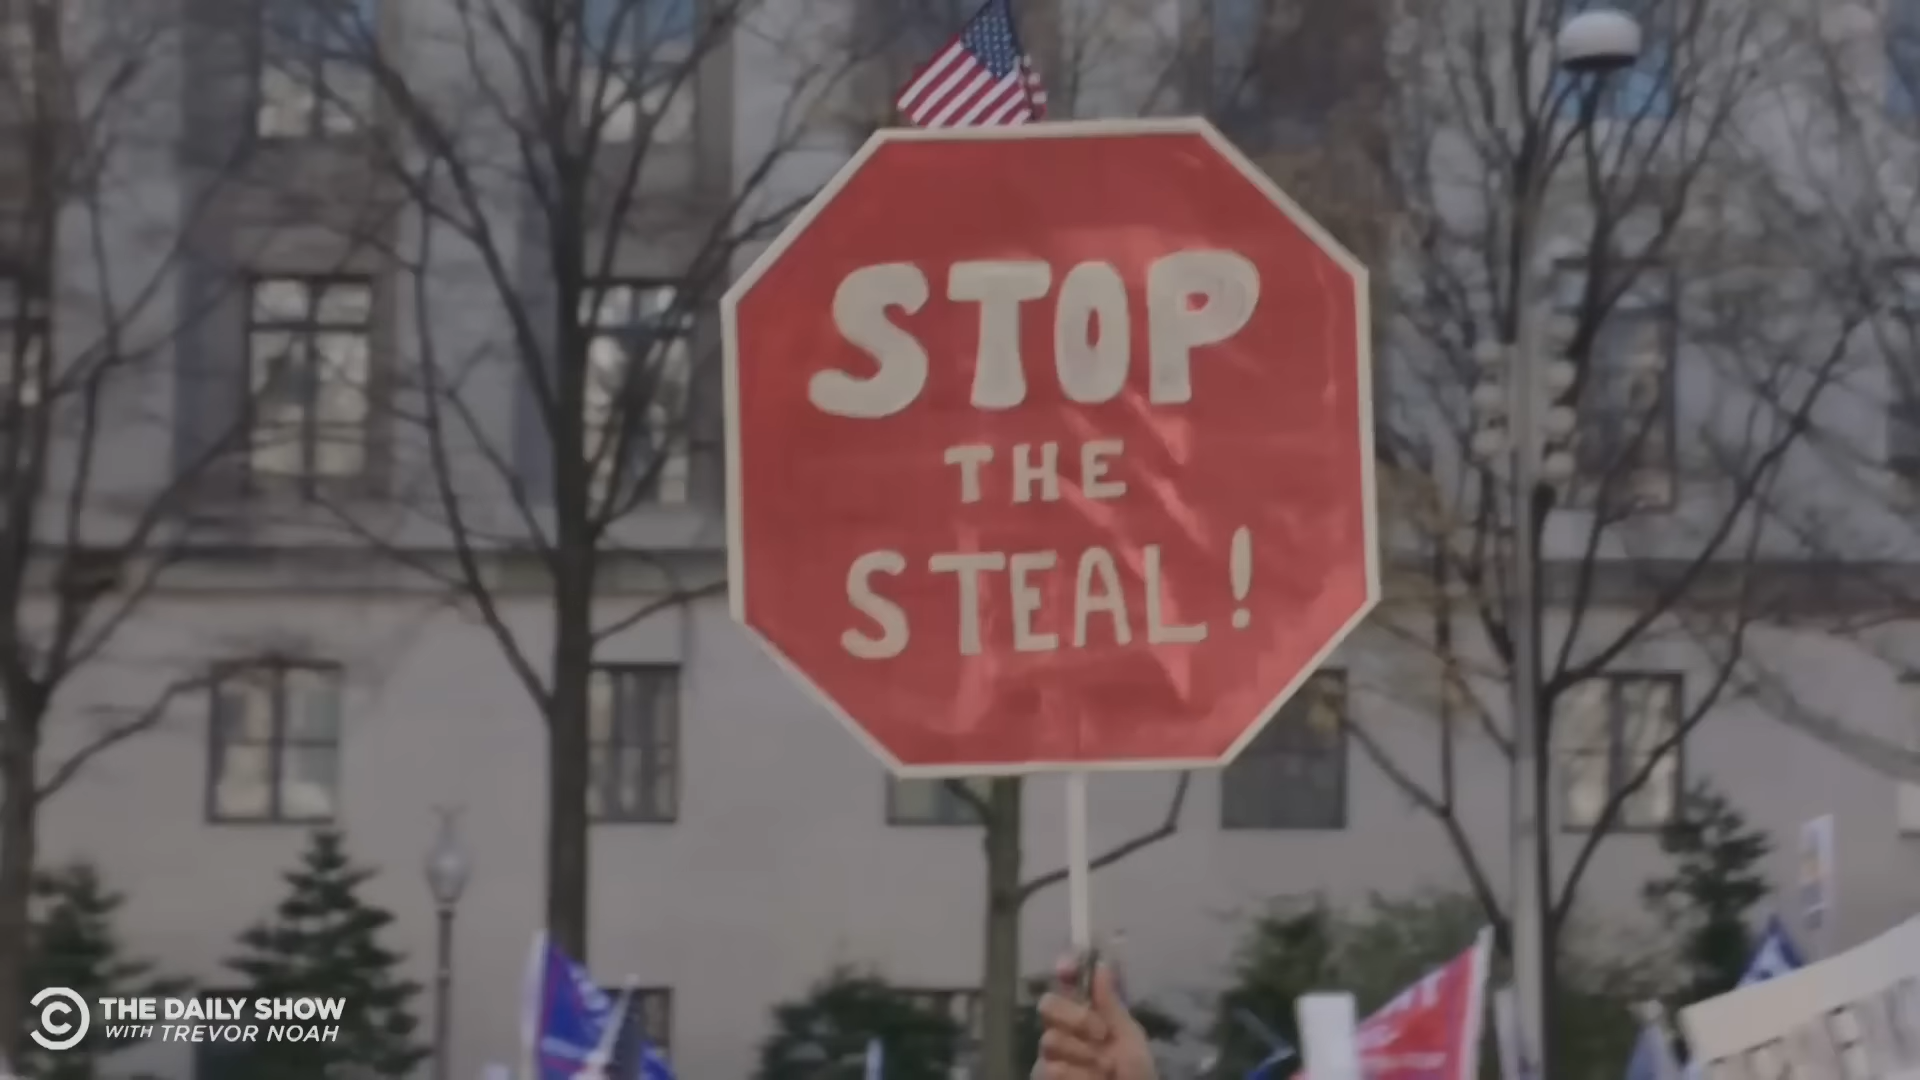 STOP
THE
STEAL!
THE DAILY SHOW
WITH TREVOR NOAH